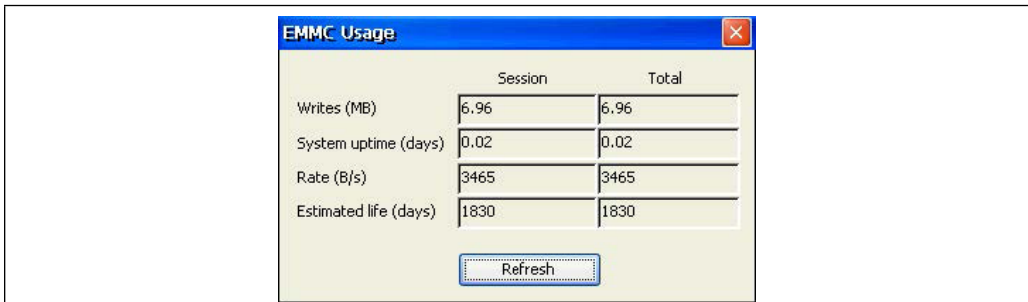 EMMC Usage
Session Total
Writes (MB) 6.96 6.96
System uptime (days) 0.02 0.02
Rate (B/s) 3465 3465
Estimated life (days) 1830 1830
Refresh